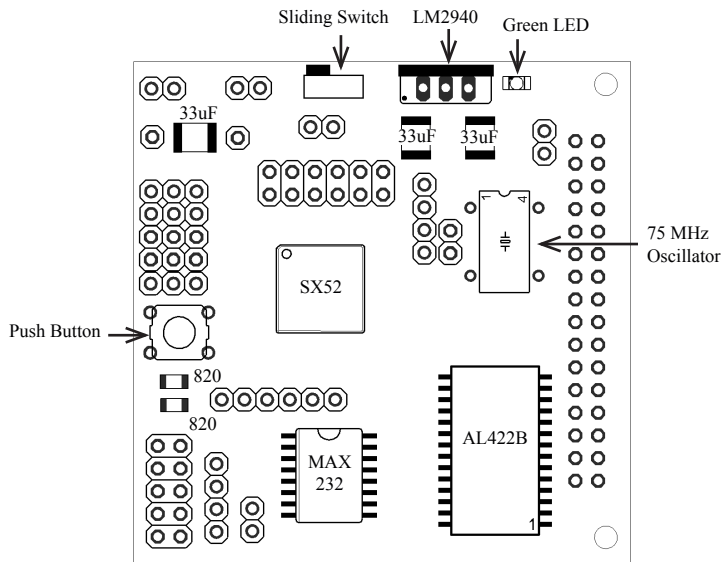 Sliding Switch
LM2940
Green LED
33uF
33uF
33uF
1 4
75 MHz
Oscillator
SX52
Push Button
820
820
MAX
232
AL422B
1